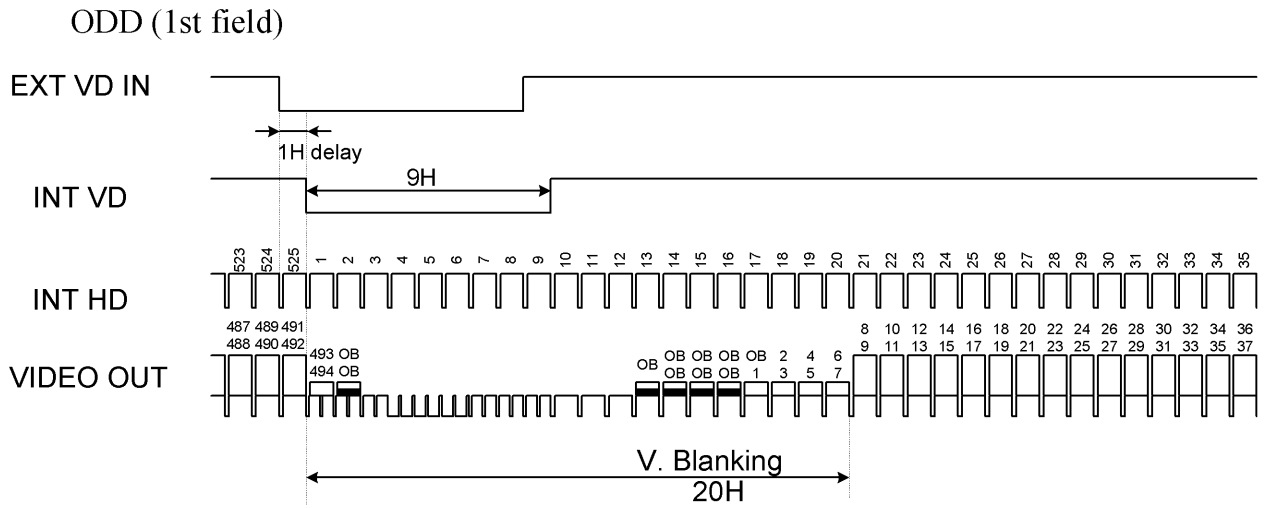 ODD (1st field)
EXT VD IN
1H delay
9H
INT VD
523 524 525 1 2 3 4 5 6 7 8 9 10 11 12 13 14 15 16 17 18 19 20 21 22 23 24 25 26 27 28 29 30 31 32 33 34 35
INT HD
487 489 491 8 10 12 14 16 18 20 22 24 26 28 30 32 34 36
488 490 492 493 OB OB OB OB OB OB 2 4 6 9 11 13 15 17 19 21 23 25 27 29 31 33 35 37
494 OB OB OB OB 1 3 5 7
VIDEO OUT
V. Blanking
20H